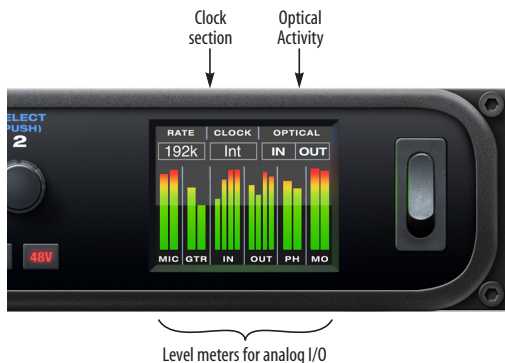 Clock section
Optical Activity
ELECT
PUSH)
2
RATE CLOCK OPTICAL
192k Int IN OUT
MIC GTR IN OUT PH MO
48V
Level meters for analog I/O